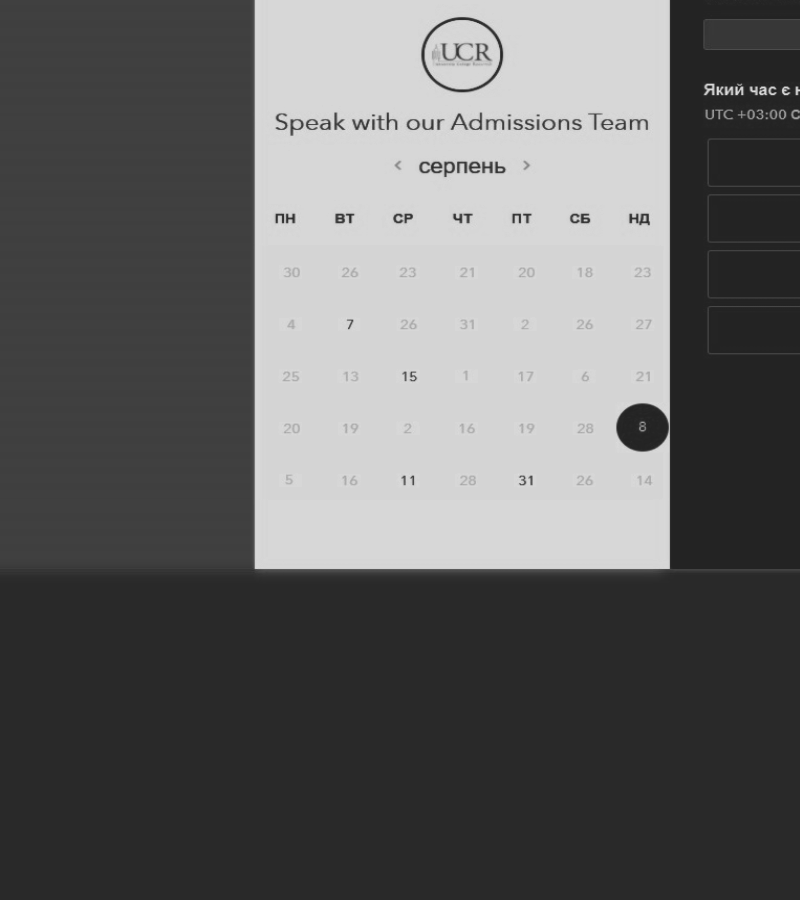 UCR
Speak with our Admissions Team
< серпень >
ПН ВТ СР ЧТ ПТ СБ НД
30 26 23 21 20 18 23
4 7 26 31 2 26 27
25 13 15 1 17 6 21
20 19 2 16 19 28 8
5 16 11 28 31 26 14
Який час є
UTC +03:00